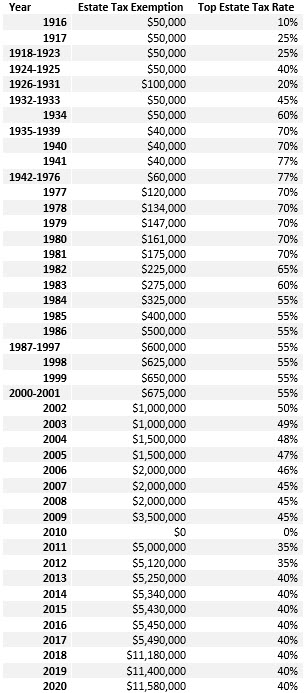 Year Estate Tax Exemption Top Estate Tax Rate
1916 $50,000 10%
1917 $50,000 25%
1918-1923 $50,000 25%
1924-1925 $50,000 40%
1926-1931 $100,000 20%
1932-1933 $50,000 45%
1934 $50,000 60%
1935-1939 $40,000 70%
1940 $40,000 70%
1941 $40,000 77%
1942-1976 $60,000 77%
1977 $120,000 70%
1978 $134,000 70%
1979 $147,000 70%
1980 $161,000 70%
1981 $175,000 70%
1982 $225,000 65%
1983 $275,000 60%
1984 $325,000 55%
1985 $400,000 55%
1986 $500,000 55%
1987-1997 $600,000 55%
1998 $625,000 55%
1999 $650,000 55%
2000-2001 $675,000 55%
2002 $1,000,000 50%
2003 $1,000,000 49%
2004 $1,500,000 48%
2005 $1,500,000 47%
2006 $2,000,000 46%
2007 $2,000,000 45%
2008 $2,000,000 45%
2009 $3,500,000 45%
2010 $0 0%
2011 $5,000,000 35%
2012 $5,120,000 35%
2013 $5,250,000 40%
2014 $5,340,000 40%
2015 $5,430,000 40%
2016 $5,450,000 40%
2017 $5,490,000 40%
2018 $11,180,000 40%
2019 $11,400,000 40%
2020 $11,580,000 40%